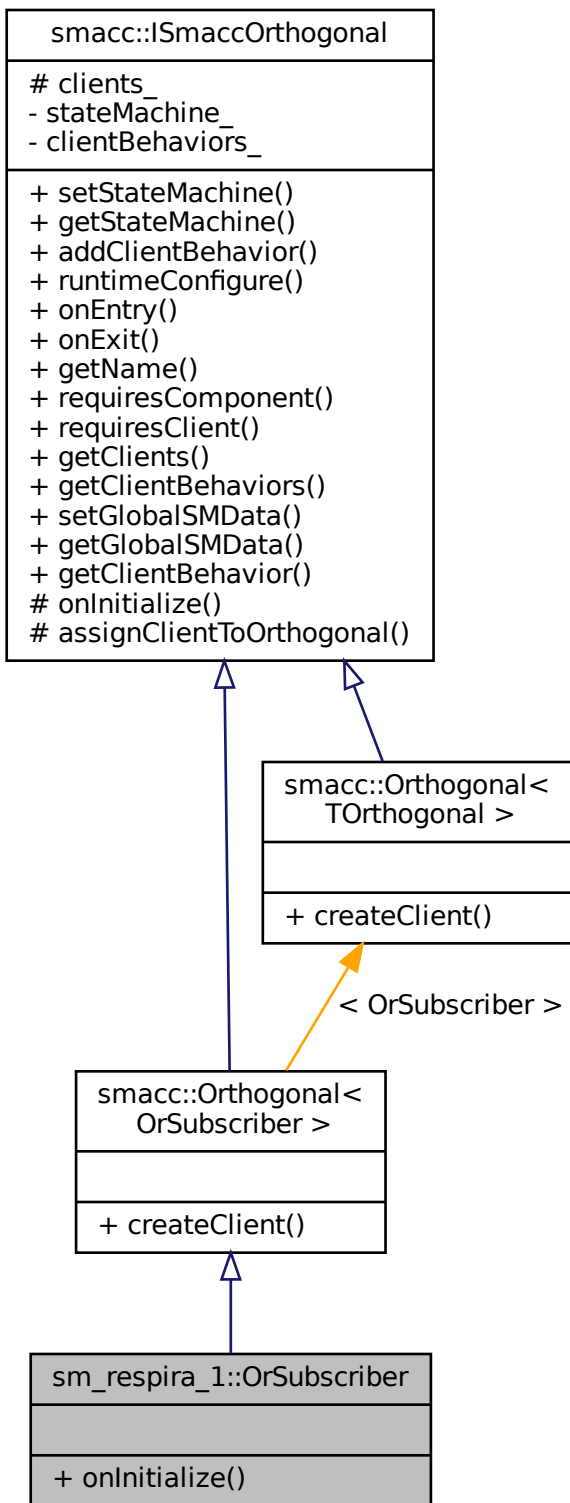 smacc::ISmaccOrthogonal
# clients_
- stateMachine_
- clientBehaviors_
+ setStateMachine()
+ getStateMachine()
+ addClientBehavior()
+ runtimeConfigure()
+ onEntry()
+ onExit()
+ getName()
+ requiresComponent()
+ requiresClient()
+ getClients()
+ getClientBehaviors()
+ setGlobalSMData()
+ getGlobalSMData()
+ getClientBehavior()
# onInitialize()
# assignClientToOrthogonal()
smacc::Orthogonal<
TOrthogonal >
+ createClient()
< OrSubscriber >
smacc::Orthogonal<
OrSubscriber >
+ createClient()
sm_respira_1::OrSubscriber
+ onInitialize()